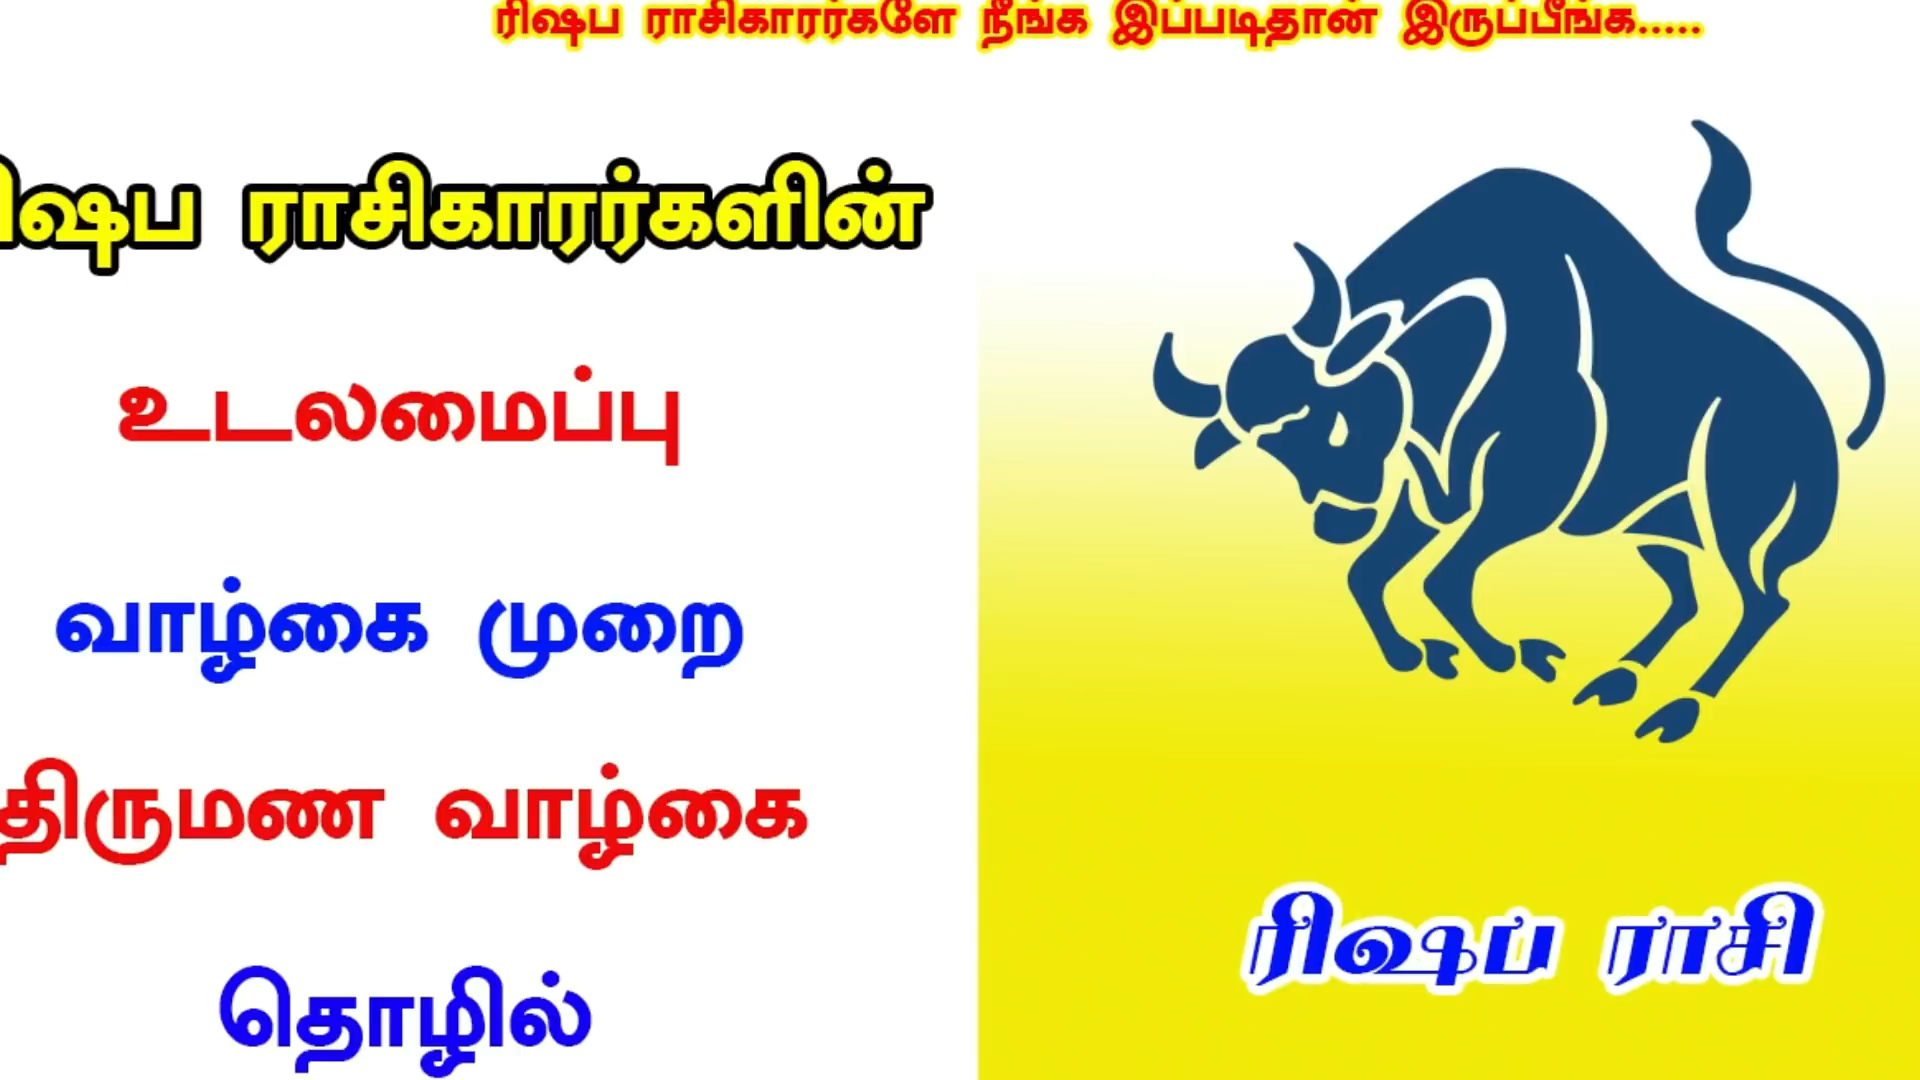 ரிஷப ராசிகாரர்களே நீங்க இப்படிதான் இருப்பீங்க.....
ரிஷப ராசிகாரர்களின்
உடலமைப்பு
வாழ்கை முறை
திருமண வாழ்கை
தொழில்
ரிஷப ராசி